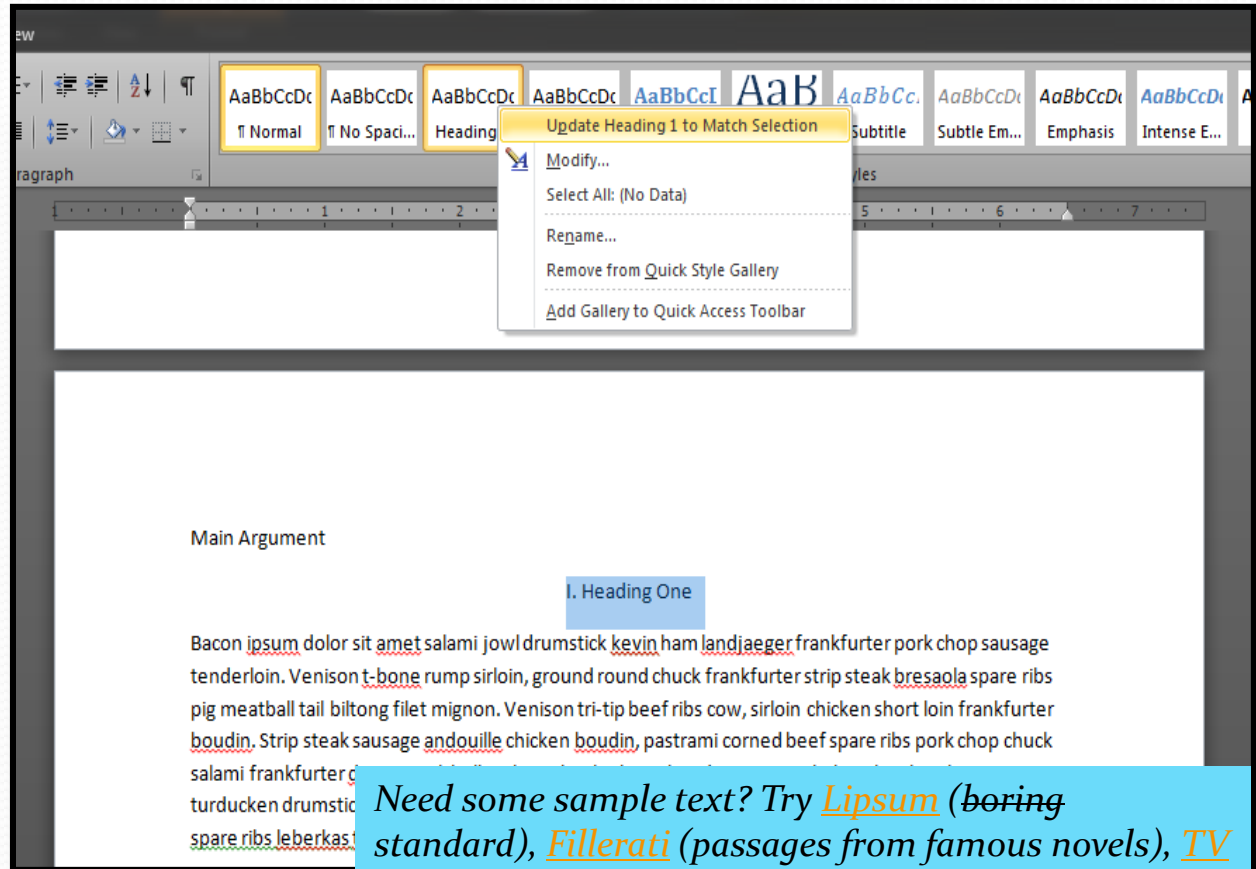 ew
AaBbCcDc AaBbCcDc AaBbCcDc AaBbCcDc AaBbCcI AaB AaBbCc. AaBbCcDc AaBbCcDc AaBbCcDc A
¶ Normal ¶ No Spaci... Heading Subtitle Subtle Em... Emphasis Intense E...
Update Heading 1 to Match Selection
Modify...
Select All: (No Data)
Rename...
Remove from Quick Style Gallery
Add Gallery to Quick Access Toolbar
ragraph yles
1 1 2 5 6 7
Main Argument
I. Heading One
Bacon ipsum dolor sit amet salami jowl drumstick kevin ham landjaeger frankfurter pork chop sausage
tenderloin. Venison t-bone rump sirloin, ground round chuck frankfurter strip steak bresaola spare ribs
pig meatball tail biltong filet mignon. Venison tri-tip beef ribs cow, sirloin chicken short loin frankfurter
boudin. Strip steak sausage andouille chicken boudin, pastrami corned beef spare ribs pork chop chuck
salami frankfurter
turducken drumstic
spare ribs leberkas
Need some sample text? Try Lipsum (boring
standard), Fillerati (passages from famous novels), TV